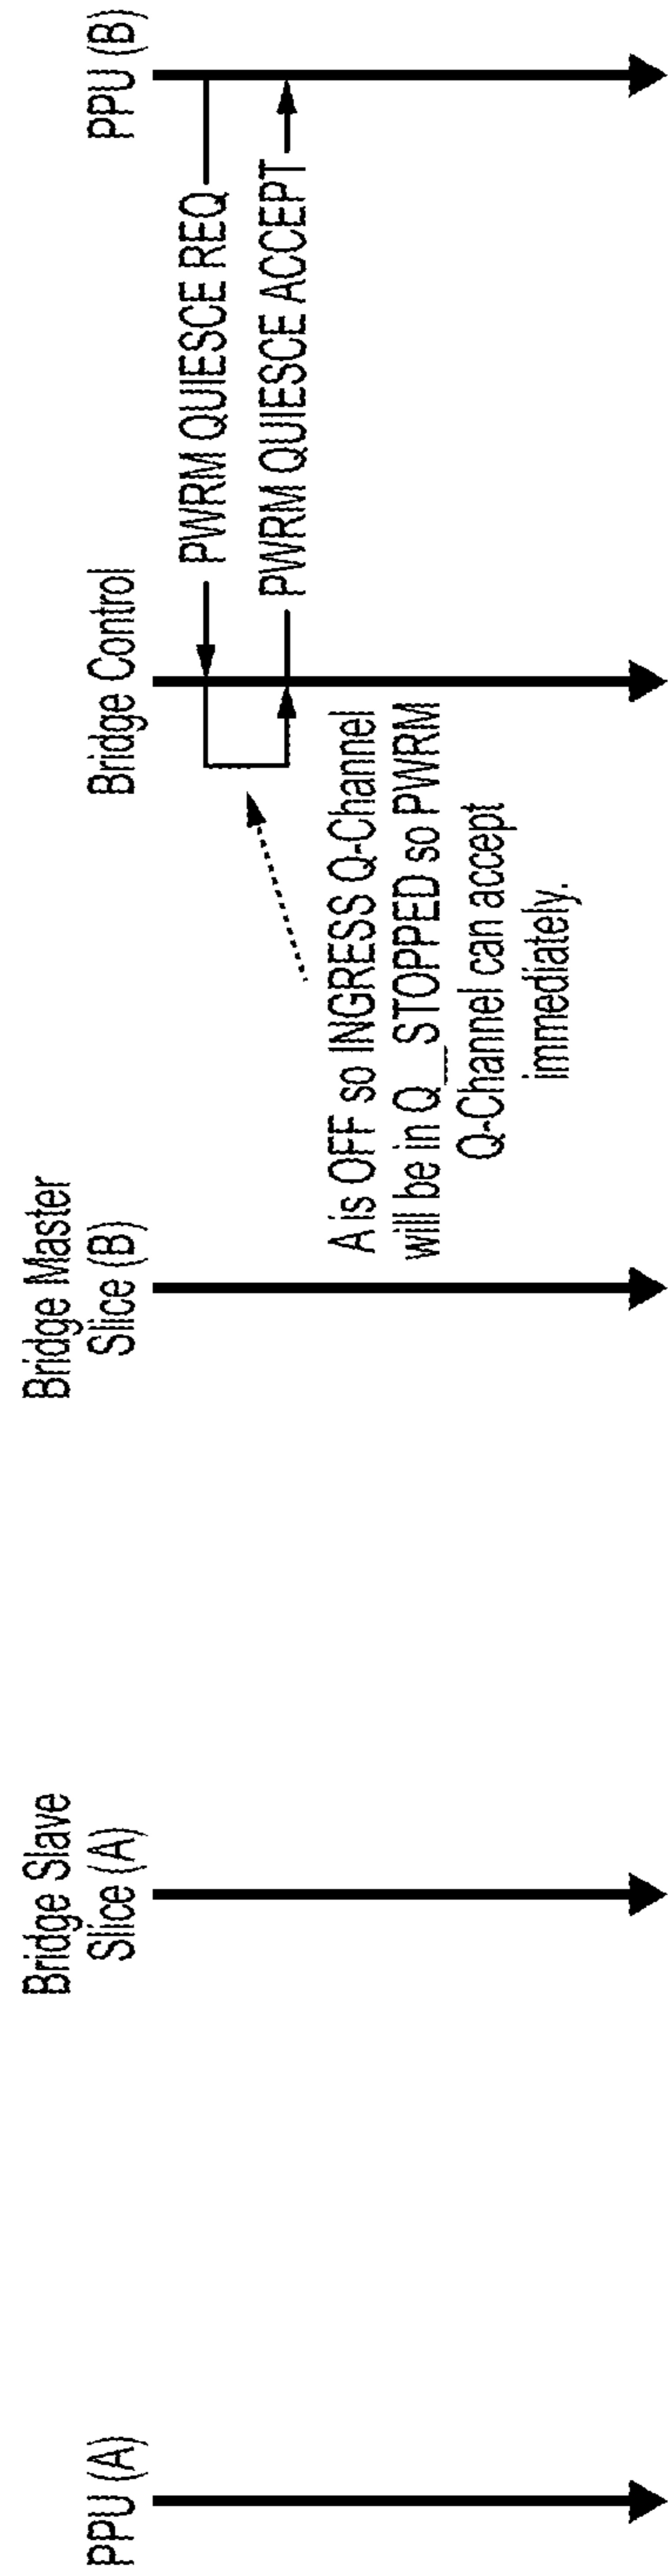 PPU (A)
Bridge Slave
Slice (A)
Bridge Master
Slice (B)
Bridge Control
PPU (B)
PWRM QUIESCE REQ
PWRM QUIESCE ACCEPT
A is OFF so INGRESS Q-Channel
will be in Q_STOPPED so PWRM
Q-Channel can accept
immediately.